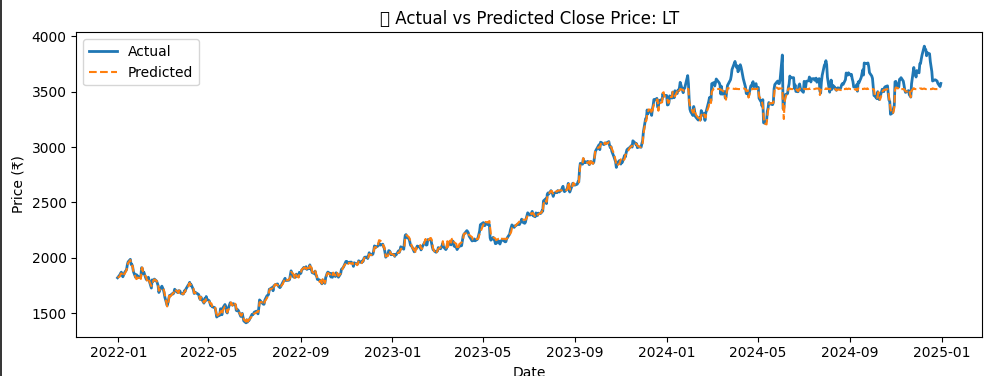 ▯ Actual vs Predicted Close Price: LT
Actual
Predicted
Price (₹)
4000
3500
3000
2500
2000
1500
2022-01 2022-05 2022-09 2023-01 2023-05 2023-09 2024-01 2024-05 2024-09 2025-01
Date